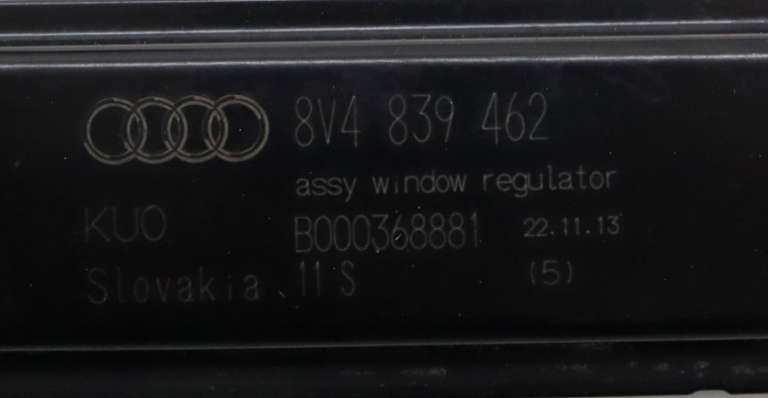 8V4 839 462
assy window regulator
KUO B000368881 22.11.13
Slovakia 11 S (5)